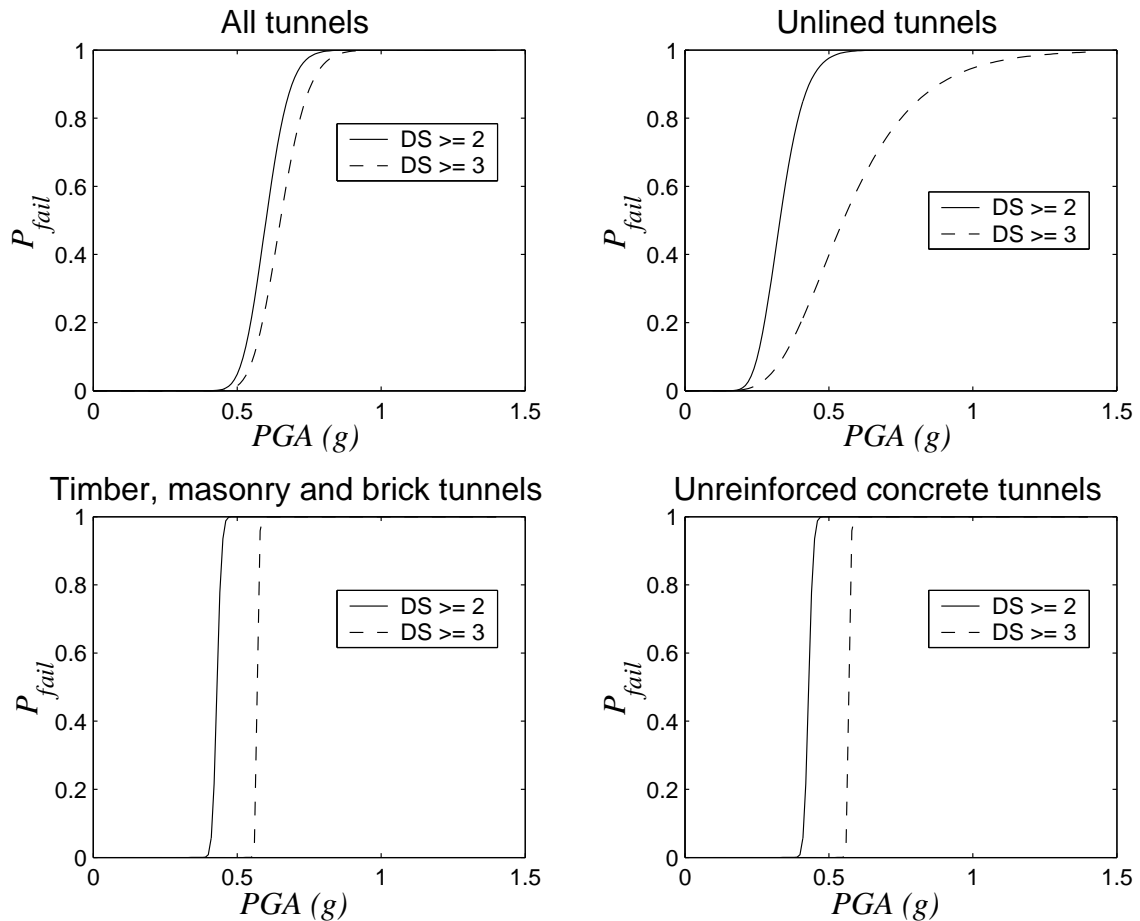 All tunnels
1
0.8
0.6
0.4
0.2
0
P_fail
DS >= 2
DS >= 3
0
0.5
1
1.5
PGA (g)
Unlined tunnels
1
0.8
0.6
0.4
0.2
0
P_fail
DS >= 2
DS >= 3
0
0.5
1
1.5
PGA (g)
Timber, masonry and brick tunnels
1
0.8
0.6
0.4
0.2
0
P_fail
DS >= 2
DS >= 3
0
0.5
1
1.5
PGA (g)
Unreinforced concrete tunnels
1
0.8
0.6
0.4
0.2
0
P_fail
DS >= 2
DS >= 3
0
0.5
1
1.5
PGA (g)